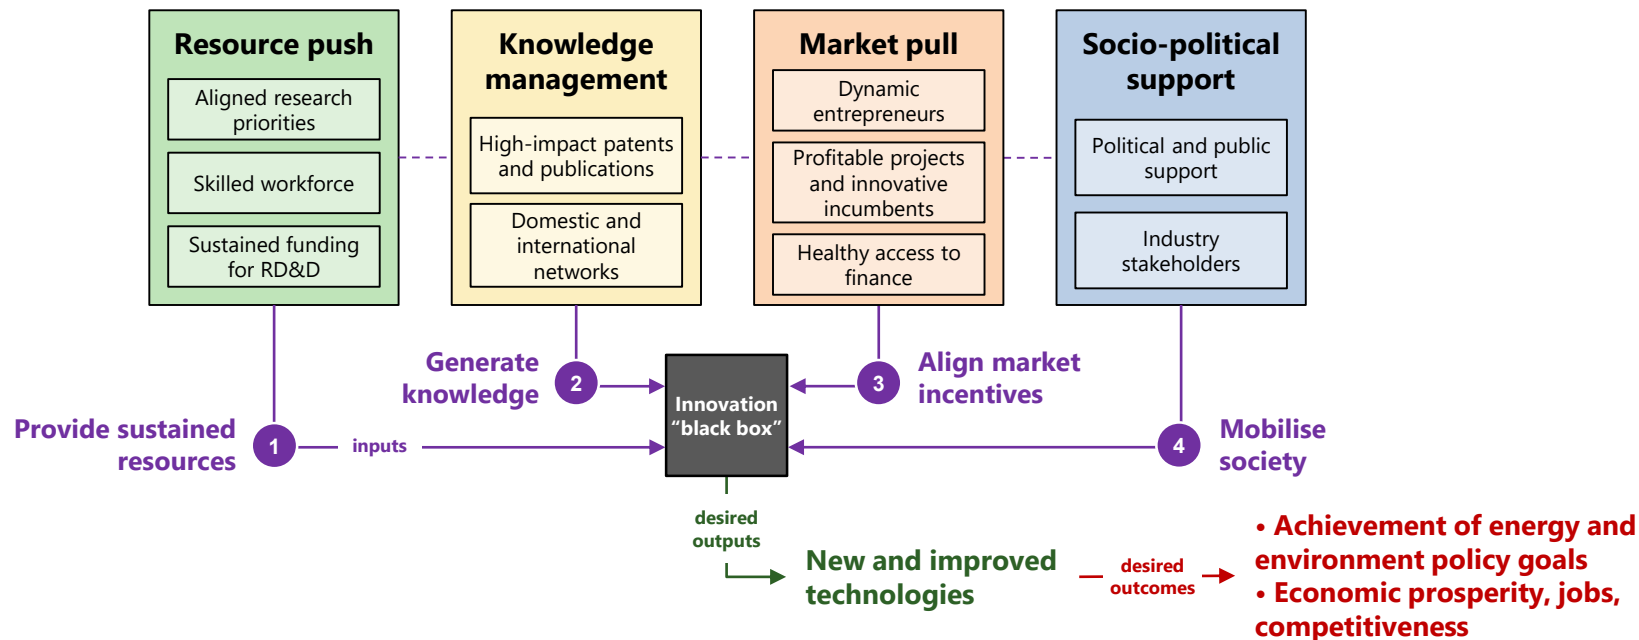 Resource push
Aligned research
priorities
Skilled workforce
Sustained funding
for RD&D
Knowledge
management
High-impact patents
and publications
Domestic and
international
networks
Market pull
Dynamic
entrepreneurs
Profitable projects
and innovative
incumbents
Healthy access to
finance
Socio-political
support
Political and public
support
Industry
stakeholders
Provide sustained
resources
1
inputs
Generate
knowledge
2
Innovation
“black box”
3
Align market
incentives
4
Mobilise
society
desired
outputs
New and improved
technologies
desired
outcomes
• Achievement of energy and
environment policy goals
• Economic prosperity, jobs,
competitiveness